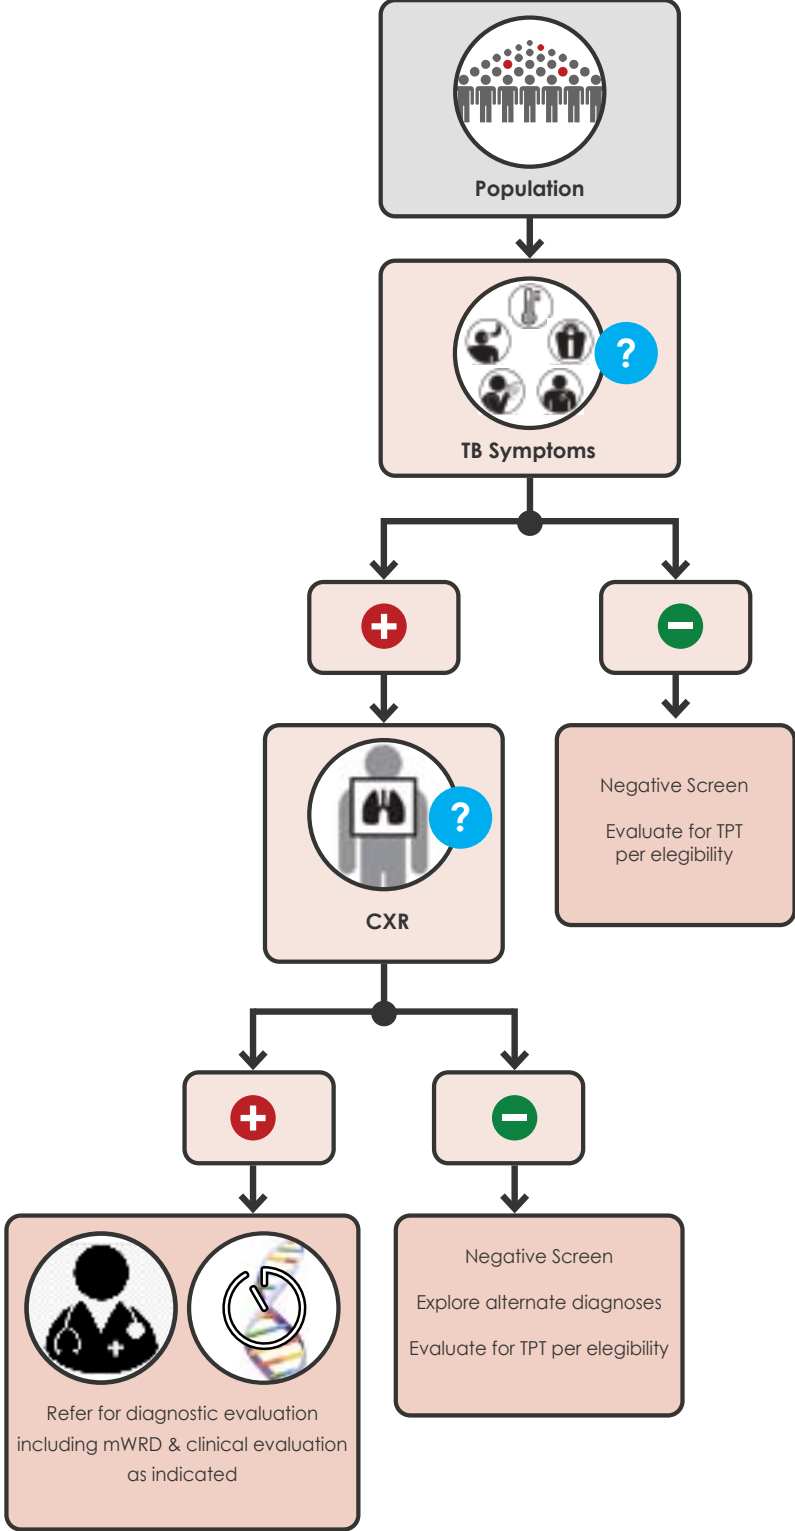 Population
?
TB Symptoms
+
−
?
CXR
Negative Screen
Evaluate for TPT
per elegibility
+
−
Refer for diagnostic evaluation
including mWRD & clinical evaluation
as indicated
Negative Screen
Explore alternate diagnoses
Evaluate for TPT per elegibility